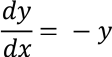 dy/dx = − y